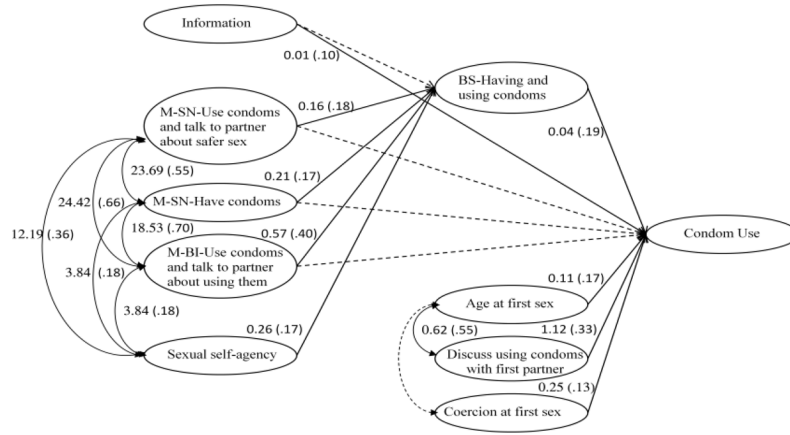 Information
0.01 (.10)
BS-Having and
using condoms
M-SN-Use condoms
and talk to partner
about safer sex
0.16 (.18)
0.04 (.19)
23.69 (.55)
0.21 (.17)
24.42 (.66)
M-SN-Have condoms
12.19 (.36)
18.53 (.70)
0.57 (.40)
Condom Use
M-BI-Use condoms
and talk to partner
about using them
3.84 (.18)
0.11 (.17)
Age at first sex
3.84 (.18)
0.26 (.17)
0.62 (.55)
1.12 (.33)
Sexual self-agency
Discuss using condoms
with first partner
0.25 (.13)
Coercion at first sex